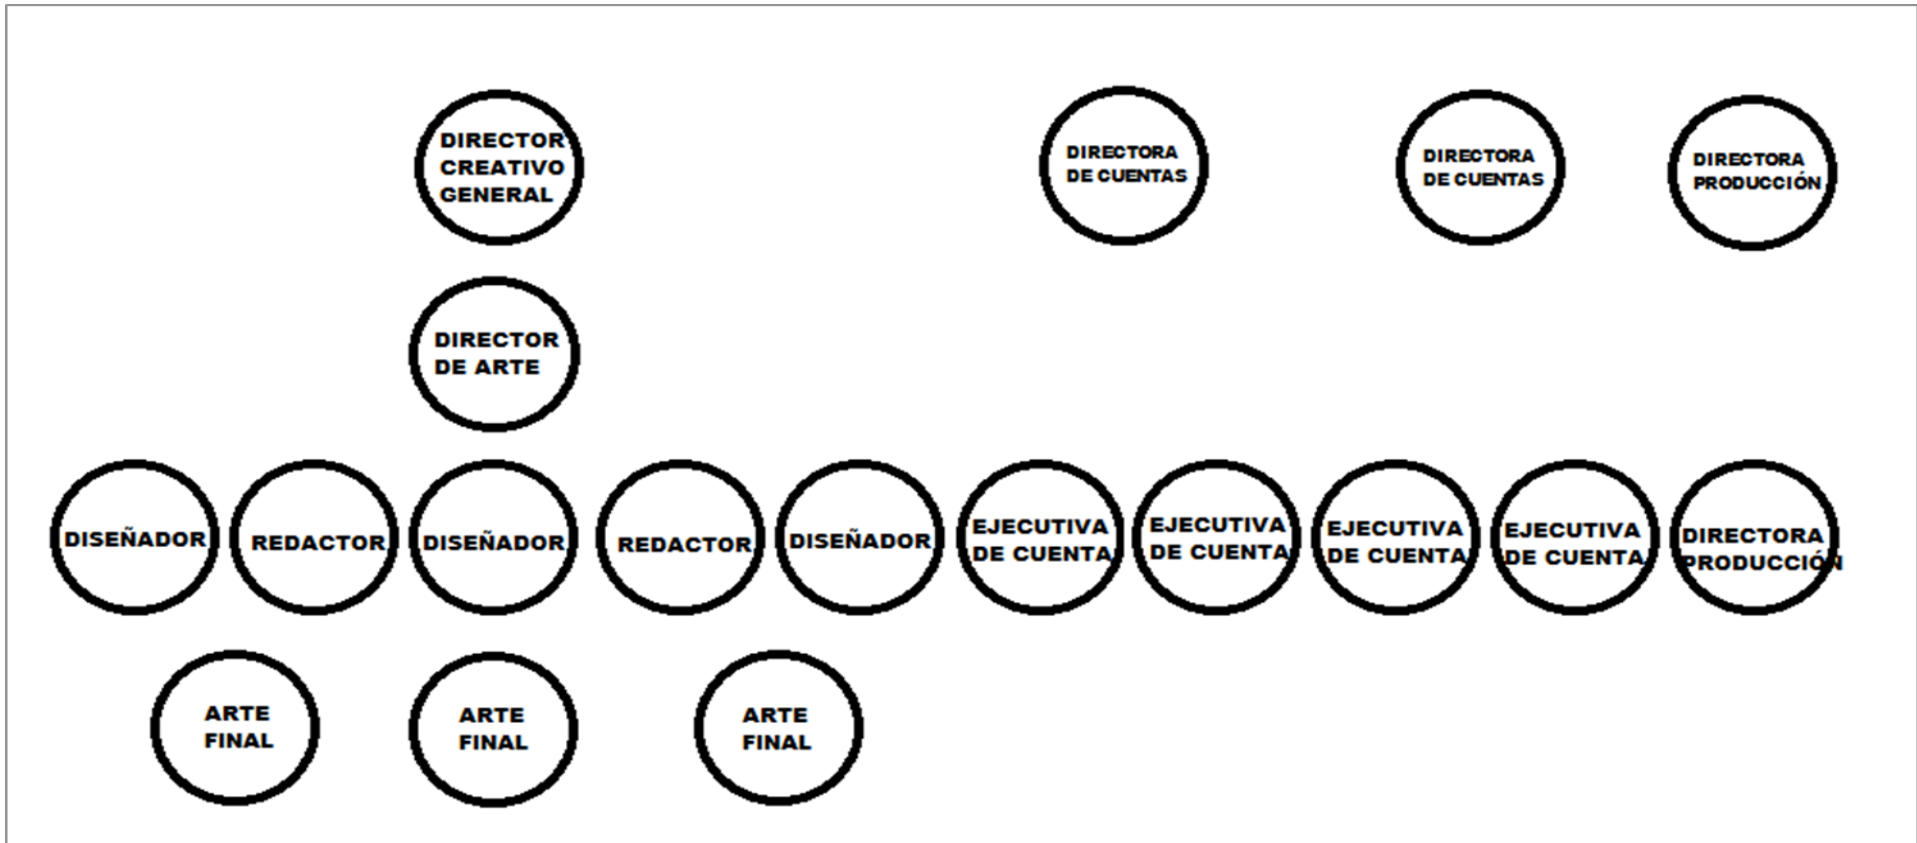 DIRECTOR
CREATIVO
GENERAL
DIRECTORA
DE CUENTAS
DIRECTORA
DE CUENTAS
DIRECTORA
PRODUCCIÓN
DIRECTOR
DE ARTE
DISEÑADOR
REDACTOR
DISEÑADOR
REDACTOR
DISEÑADOR
EJECUTIVA
DE CUENTA
EJECUTIVA
DE CUENTA
EJECUTIVA
DE CUENTA
EJECUTIVA
DE CUENTA
DIRECTORA
PRODUCCIÓN
ARTE
FINAL
ARTE
FINAL
ARTE
FINAL